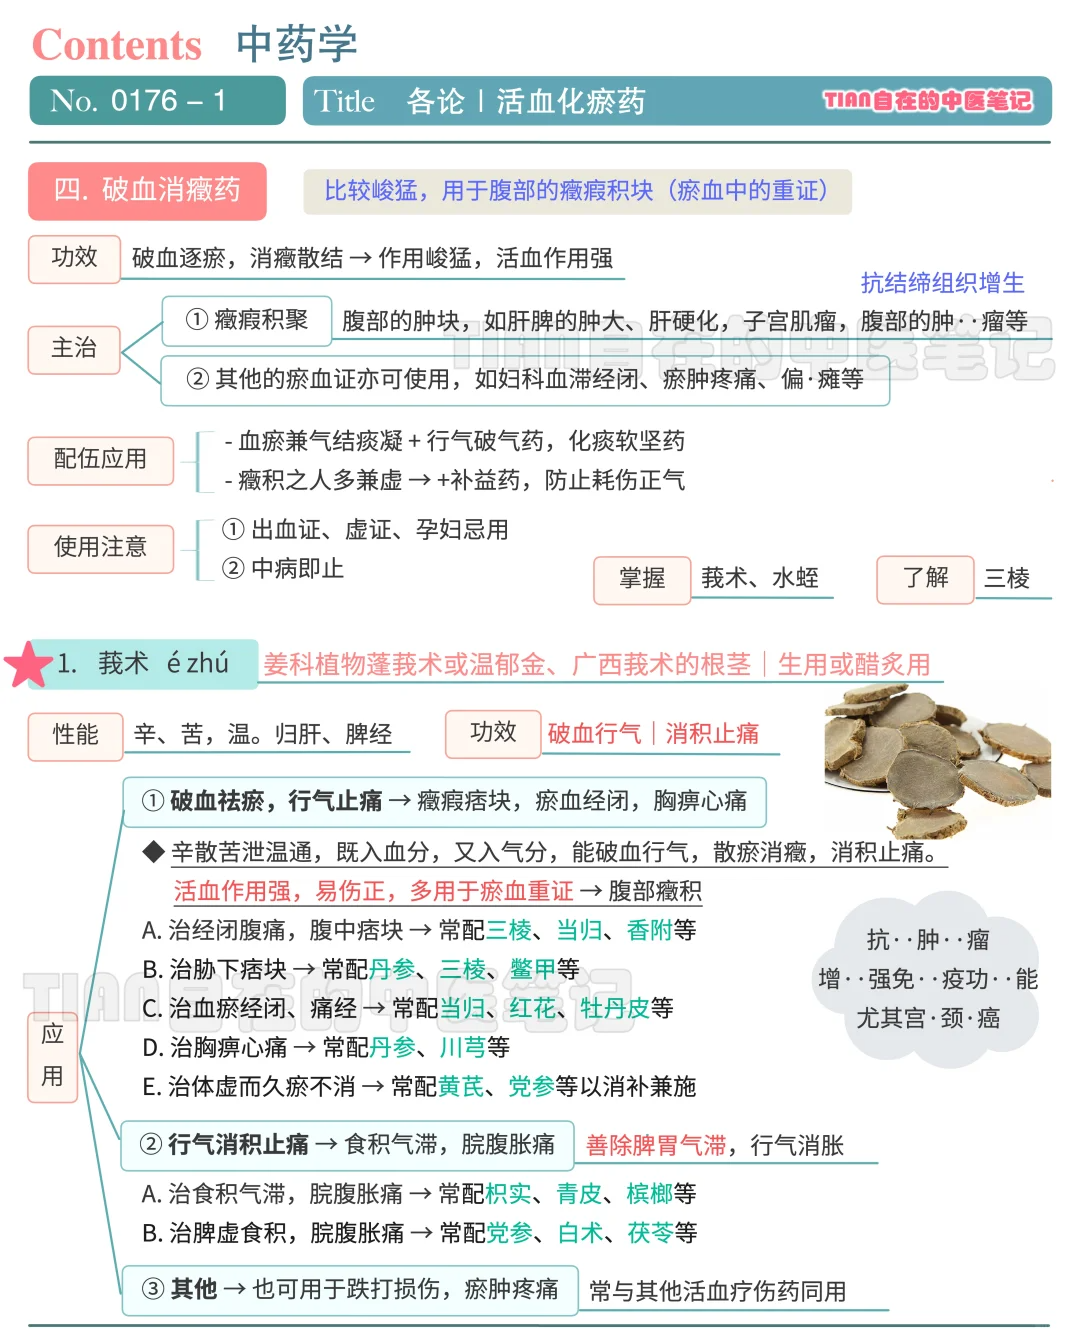 Contents 中药学
No. 0176 – 1
Title 各论 | 活血化瘀药
TIAN自在的中医笔记
四. 破血消癥药
比较峻猛，用于腹部的癥瘕积块（瘀血中的重证）
功效
破血逐瘀，消癥散结 → 作用峻猛，活血作用强
抗结缔组织增生
主治
① 癥瘕积聚
腹部的肿块，如肝脾的肿大、肝硬化，子宫肌瘤，腹部的肿··瘤等
② 其他的瘀血证亦可使用，如妇科血滞经闭、瘀肿疼痛、偏·瘫等
TIAN自在的中医笔记
配伍应用
- 血瘀兼气结痰凝 + 行气破气药，化痰软坚药
- 癥积之人多兼虚 → +补益药，防止耗伤正气
使用注意
① 出血证、虚证、孕妇忌用
② 中病即止
掌握 莪术、水蛭
了解 三棱
1. 莪术 é zhú
姜科植物蓬莪术或温郁金、广西莪术的根茎｜生用或醋炙用
性能 辛、苦，温。归肝、脾经
功效 破血行气｜消积止痛
应用
① 破血祛瘀，行气止痛 → 癥瘕痞块，瘀血经闭，胸痹心痛
◆ 辛散苦泄温通，既入血分，又入气分，能破血行气，散瘀消癥，消积止痛。
活血作用强，易伤正，多用于瘀血重证 → 腹部癥积
A. 治经闭腹痛，腹中痞块 → 常配三棱、当归、香附等
B. 治胁下痞块 → 常配丹参、三棱、鳖甲等
C. 治血瘀经闭、痛经 → 常配当归、红花、牡丹皮等
D. 治胸痹心痛 → 常配丹参、川芎等
E. 治体虚而久瘀不消 → 常配黄芪、党参等以消补兼施
抗··肿··瘤
增··强免··疫功··能
尤其宫·颈·癌
TIAN自在的中医笔记
② 行气消积止痛 → 食积气滞，脘腹胀痛
善除脾胃气滞，行气消胀
A. 治食积气滞，脘腹胀痛 → 常配枳实、青皮、槟榔等
B. 治脾虚食积，脘腹胀痛 → 常配党参、白术、茯苓等
③ 其他 → 也可用于跌打损伤，瘀肿疼痛
常与其他活血疗伤药同用